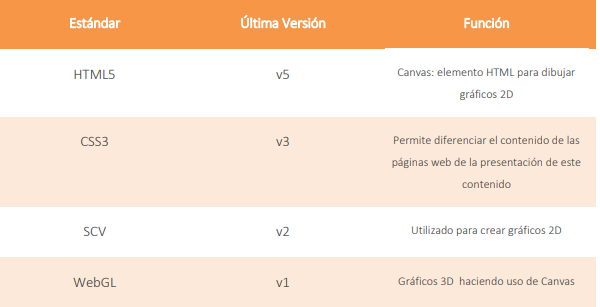 Estándar Última Versión Función
HTML5 v5 Canvas: elemento HTML para dibujar
gráficos 2D
CSS3 v3 Permite diferenciar el contenido de las
páginas web de la presentación de este
contenido
SCV v2 Utilizado para crear gráficos 2D
WebGL v1 Gráficos 3D haciendo uso de Canvas